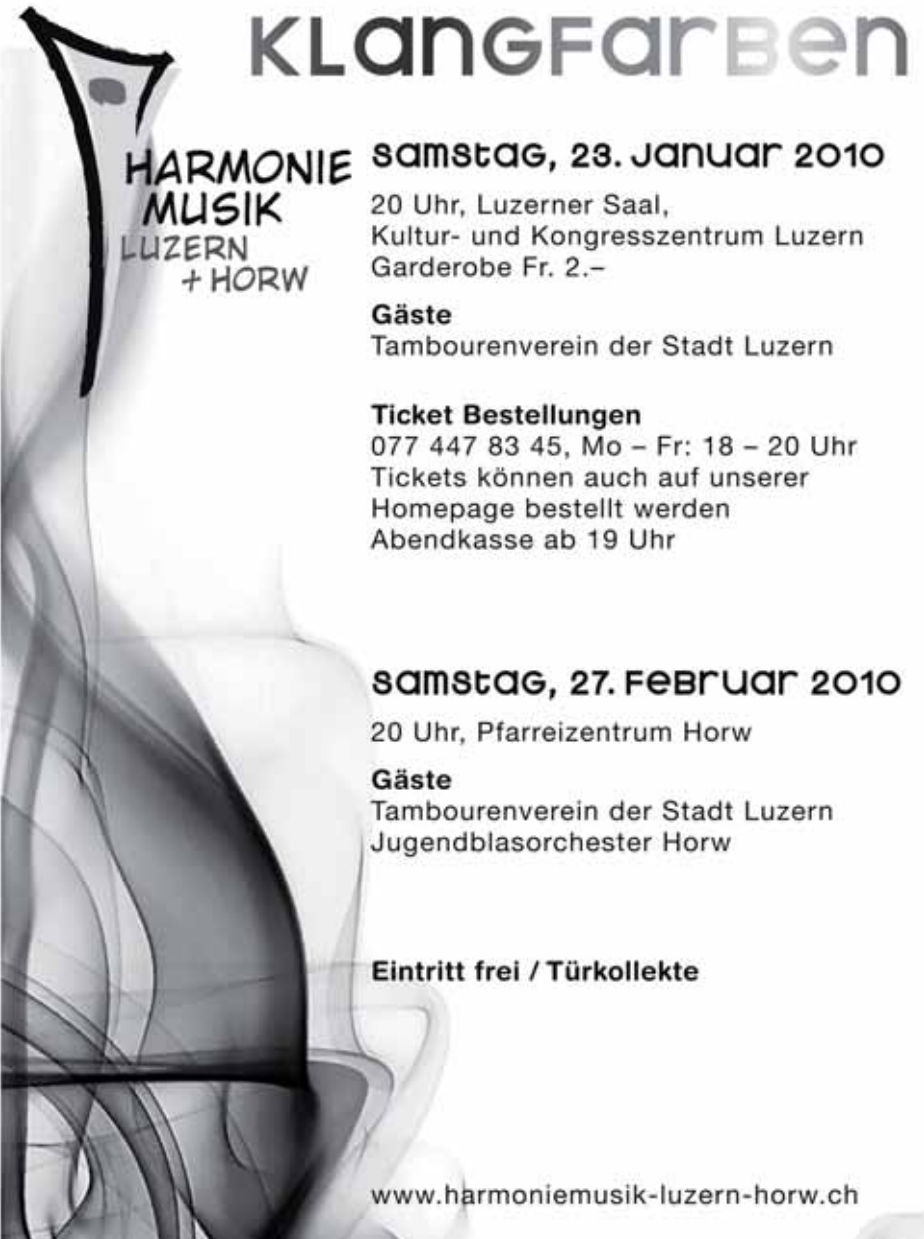 KLangFarben
HARMONIE
MUSIK
LUZERN
+ HORW
Samstag, 23. Januar 2010
20 Uhr, Luzerner Saal,
Kultur- und Kongresszentrum Luzern
Garderobe Fr. 2.–
Gäste
Tambourenverein der Stadt Luzern
Ticket Bestellungen
077 447 83 45, Mo – Fr: 18 – 20 Uhr
Tickets können auch auf unserer
Homepage bestellt werden
Abendkasse ab 19 Uhr
Samstag, 27. Februar 2010
20 Uhr, Pfarreizentrum Horw
Gäste
Tambourenverein der Stadt Luzern
Jugendblasorchester Horw
Eintritt frei / Türkollekte
www.harmoniemusik-luzern-horw.ch